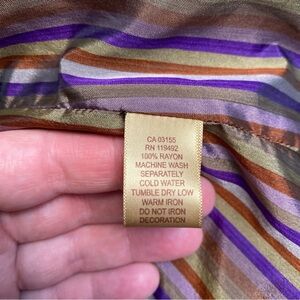 CA 03155
RN 119492
100% RAYON
MACHINE WASH
SEPARATELY
COLD WATER
TUMBLE DRY LOW
WARM IRON
DO NOT IRON
DECORATION